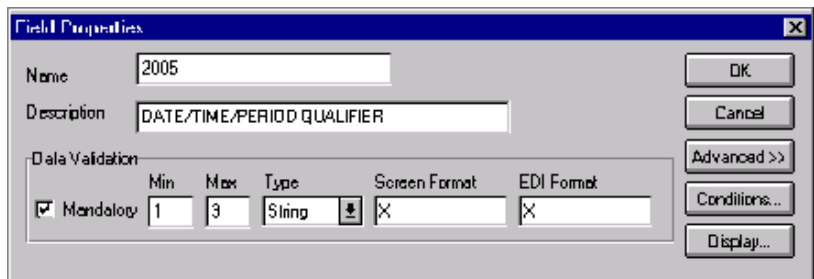 Field Properties
Name 2005 OK
Description DATE/TIME/PERIOD QUALIFIER Cancel
Data Validation Advanced >>
Min Max Type Screen Format EDI Format
Mandatory 1 3 String X X Conditions...
Display...